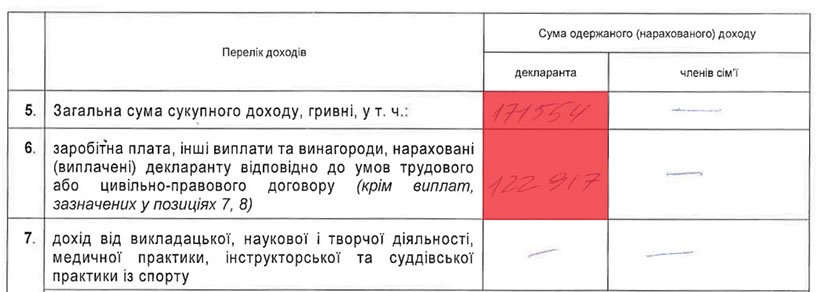 Перелік доходів
Сума одержаного (нарахованого) доходу
декларанта
членів сім’ї
5. Загальна сума сукупного доходу, гривні, у т. ч.: 171554 —
6. заробітна плата, інші виплати та винагороди, нараховані
(виплачені) декларанту відповідно до умов трудового
або цивільно-правового договору (крім виплат,
зазначених у позиціях 7, 8) 122 917 —
7. дохід від викладацької, наукової і творчої діяльності,
медичної практики, інструкторської та суддівської
практики із спорту — —